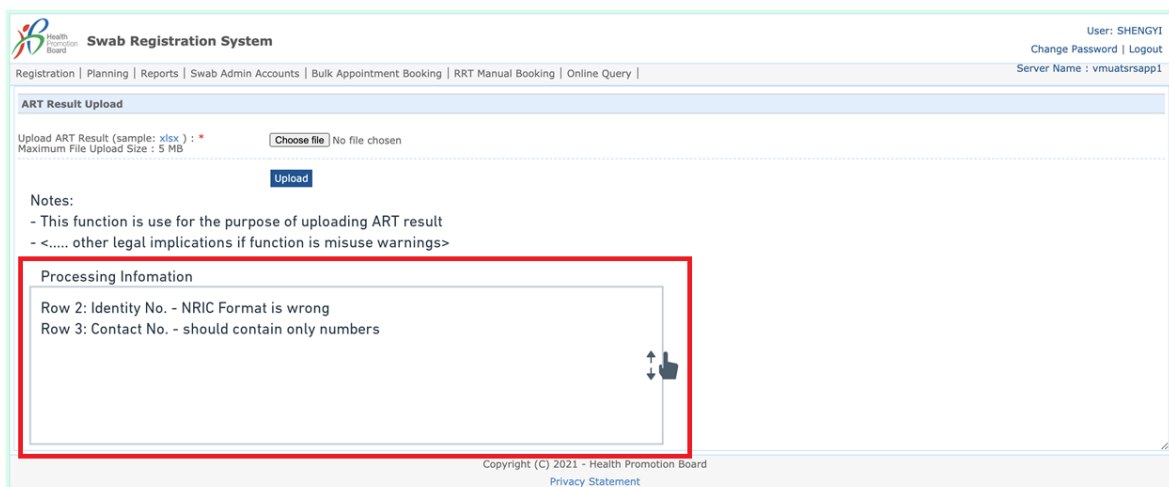 Health
Promotion
Board
Swab Registration System
User: SHENGYI
Change Password | Logout
Registration | Planning | Reports | Swab Admin Accounts | Bulk Appointment Booking | RRT Manual Booking | Online Query |
Server Name : vmuatsrsapp1
ART Result Upload
Upload ART Result (sample: xlsx ) : *
Maximum File Upload Size : 5 MB
Choose file No file chosen
Upload
Notes:
- This function is use for the purpose of uploading ART result
- <..... other legal implications if function is misuse warnings>
Processing Infomation
Row 2: Identity No. - NRIC Format is wrong
Row 3: Contact No. - should contain only numbers
Copyright (C) 2021 - Health Promotion Board
Privacy Statement